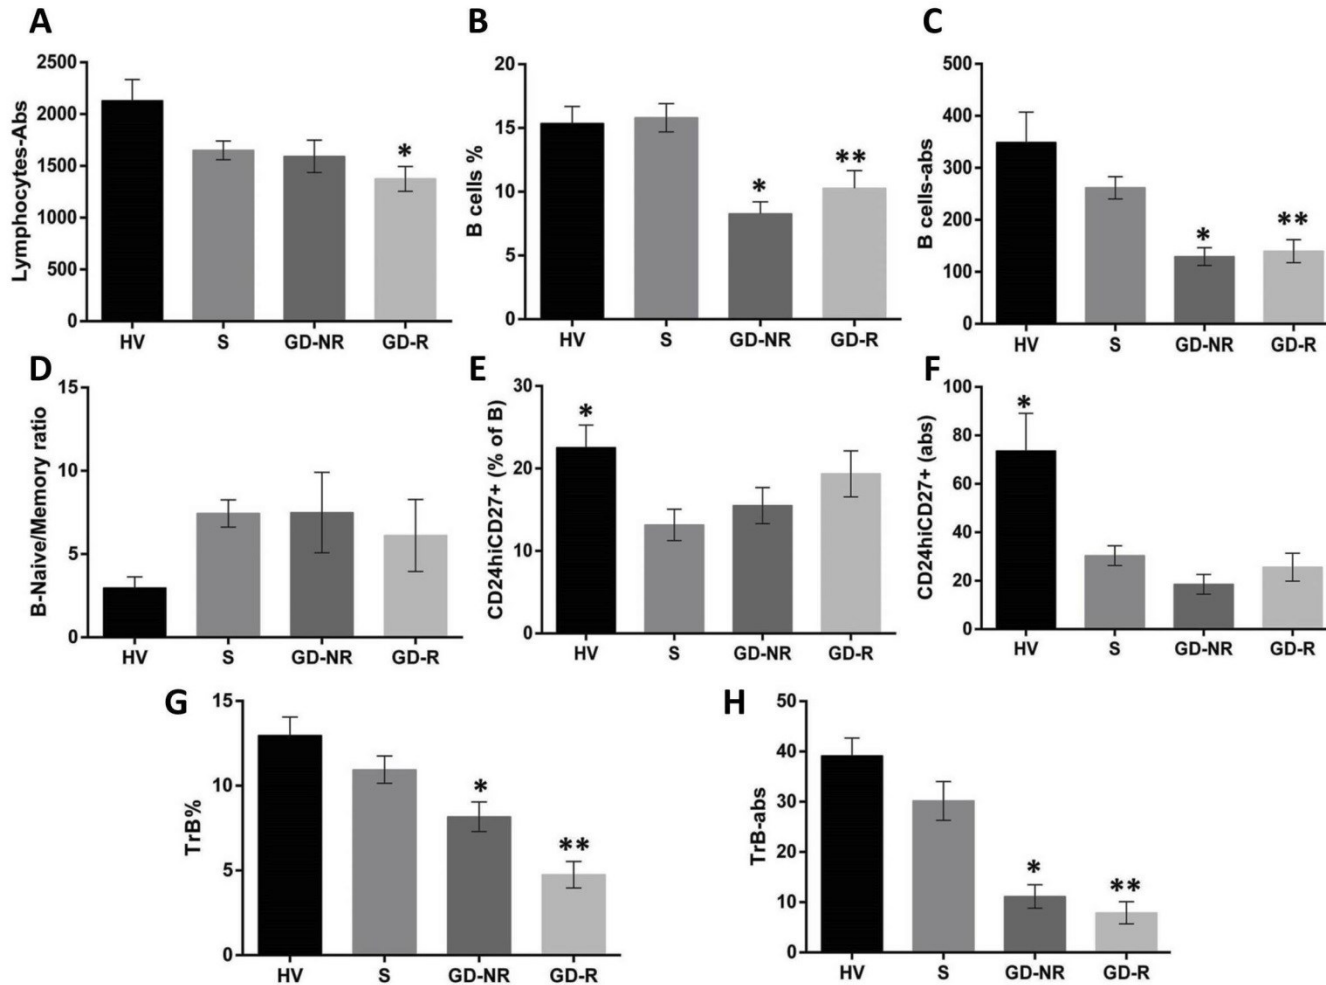 A
Lymphocytes-Abs
2500
2000
1500
1000
500
0
*
HV S GD-NR GD-R
B
B cells %
20
15
10
5
0
* **
HV S GD-NR GD-R
C
B cells-abs
500
400
300
200
100
0
* **
HV S GD-NR GD-R
D
B-Naive/Memory ratio
15
10
5
0
HV S GD-NR GD-R
E
CD24hiCD27+ (% of B)
30
20
10
0
*
HV S GD-NR GD-R
F
CD24hiCD27+ (abs)
100
80
60
40
20
0
*
HV S GD-NR GD-R
G
TrB%
15
10
5
0
* **
HV S GD-NR GD-R
H
TrB-abs
50
40
30
20
10
0
* **
HV S GD-NR GD-R